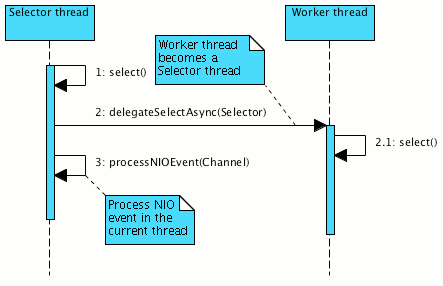 Selector thread
Worker thread
Worker thread
becomes a
Selector thread
1: select()
2: delegateSelectAsync(Selector)
2.1: select()
3: processNIOEvent(Channel)
Process NIO
event in the
current thread